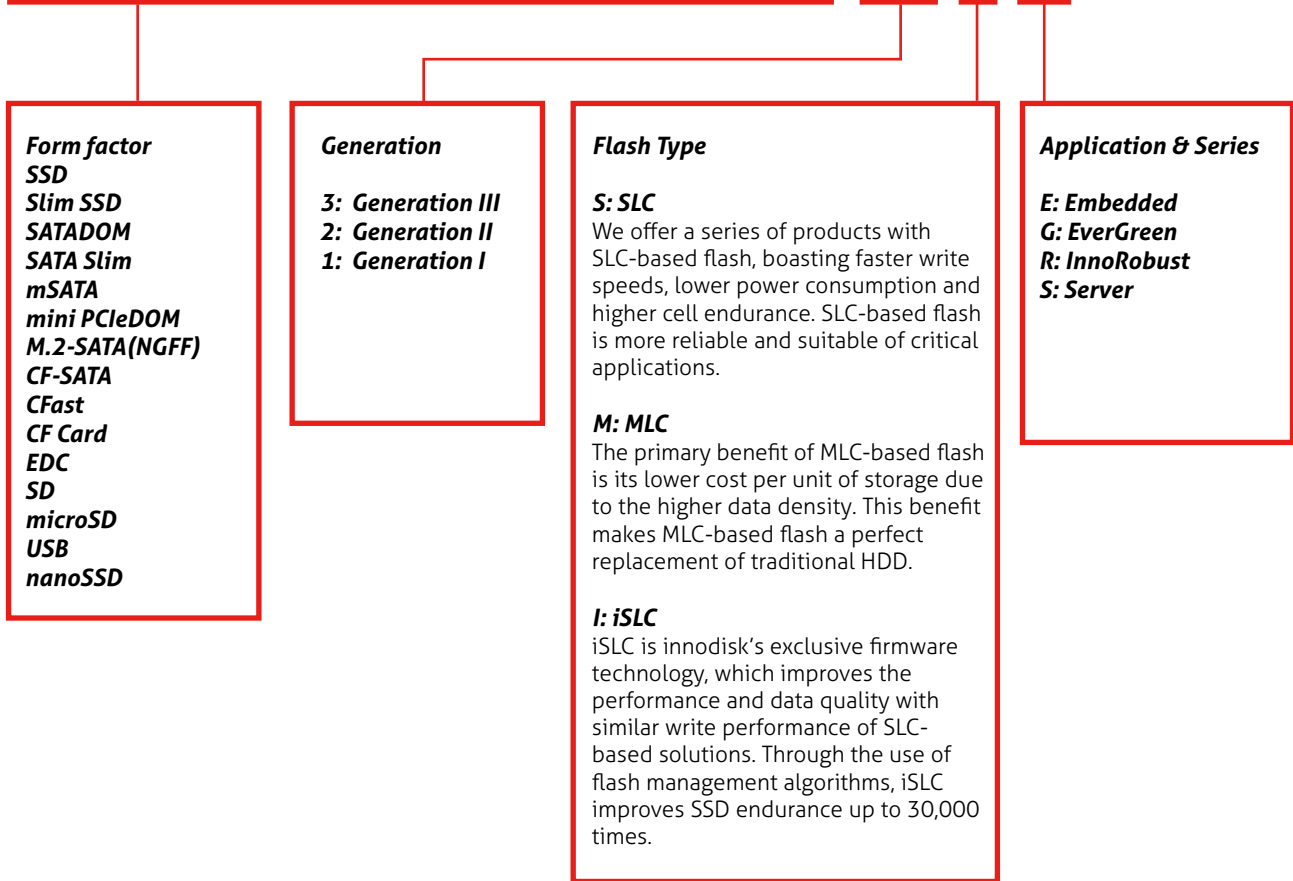 Form factor
SSD
Slim SSD
SATADOM
SATA Slim
mSATA
mini PCIeDOM
M.2-SATA(NGFF)
CF-SATA
CFast
CF Card
EDC
SD
microSD
USB
nanoSSD
Generation
3: Generation III
2: Generation II
1: Generation I
Flash Type
S: SLC
We offer a series of products with
SLC-based flash, boasting faster write
speeds, lower power consumption and
higher cell endurance. SLC-based flash
is more reliable and suitable of critical
applications.
M: MLC
The primary benefit of MLC-based flash
is its lower cost per unit of storage due
to the higher data density. This benefit
makes MLC-based flash a perfect
replacement of traditional HDD.
I: iSLC
iSLC is innodisk's exclusive firmware
technology, which improves the
performance and data quality with
similar write performance of SLC-
based solutions. Through the use of
flash management algorithms, iSLC
improves SSD endurance up to 30,000
times.
Application & Series
E: Embedded
G: EverGreen
R: InnoRobust
S: Server